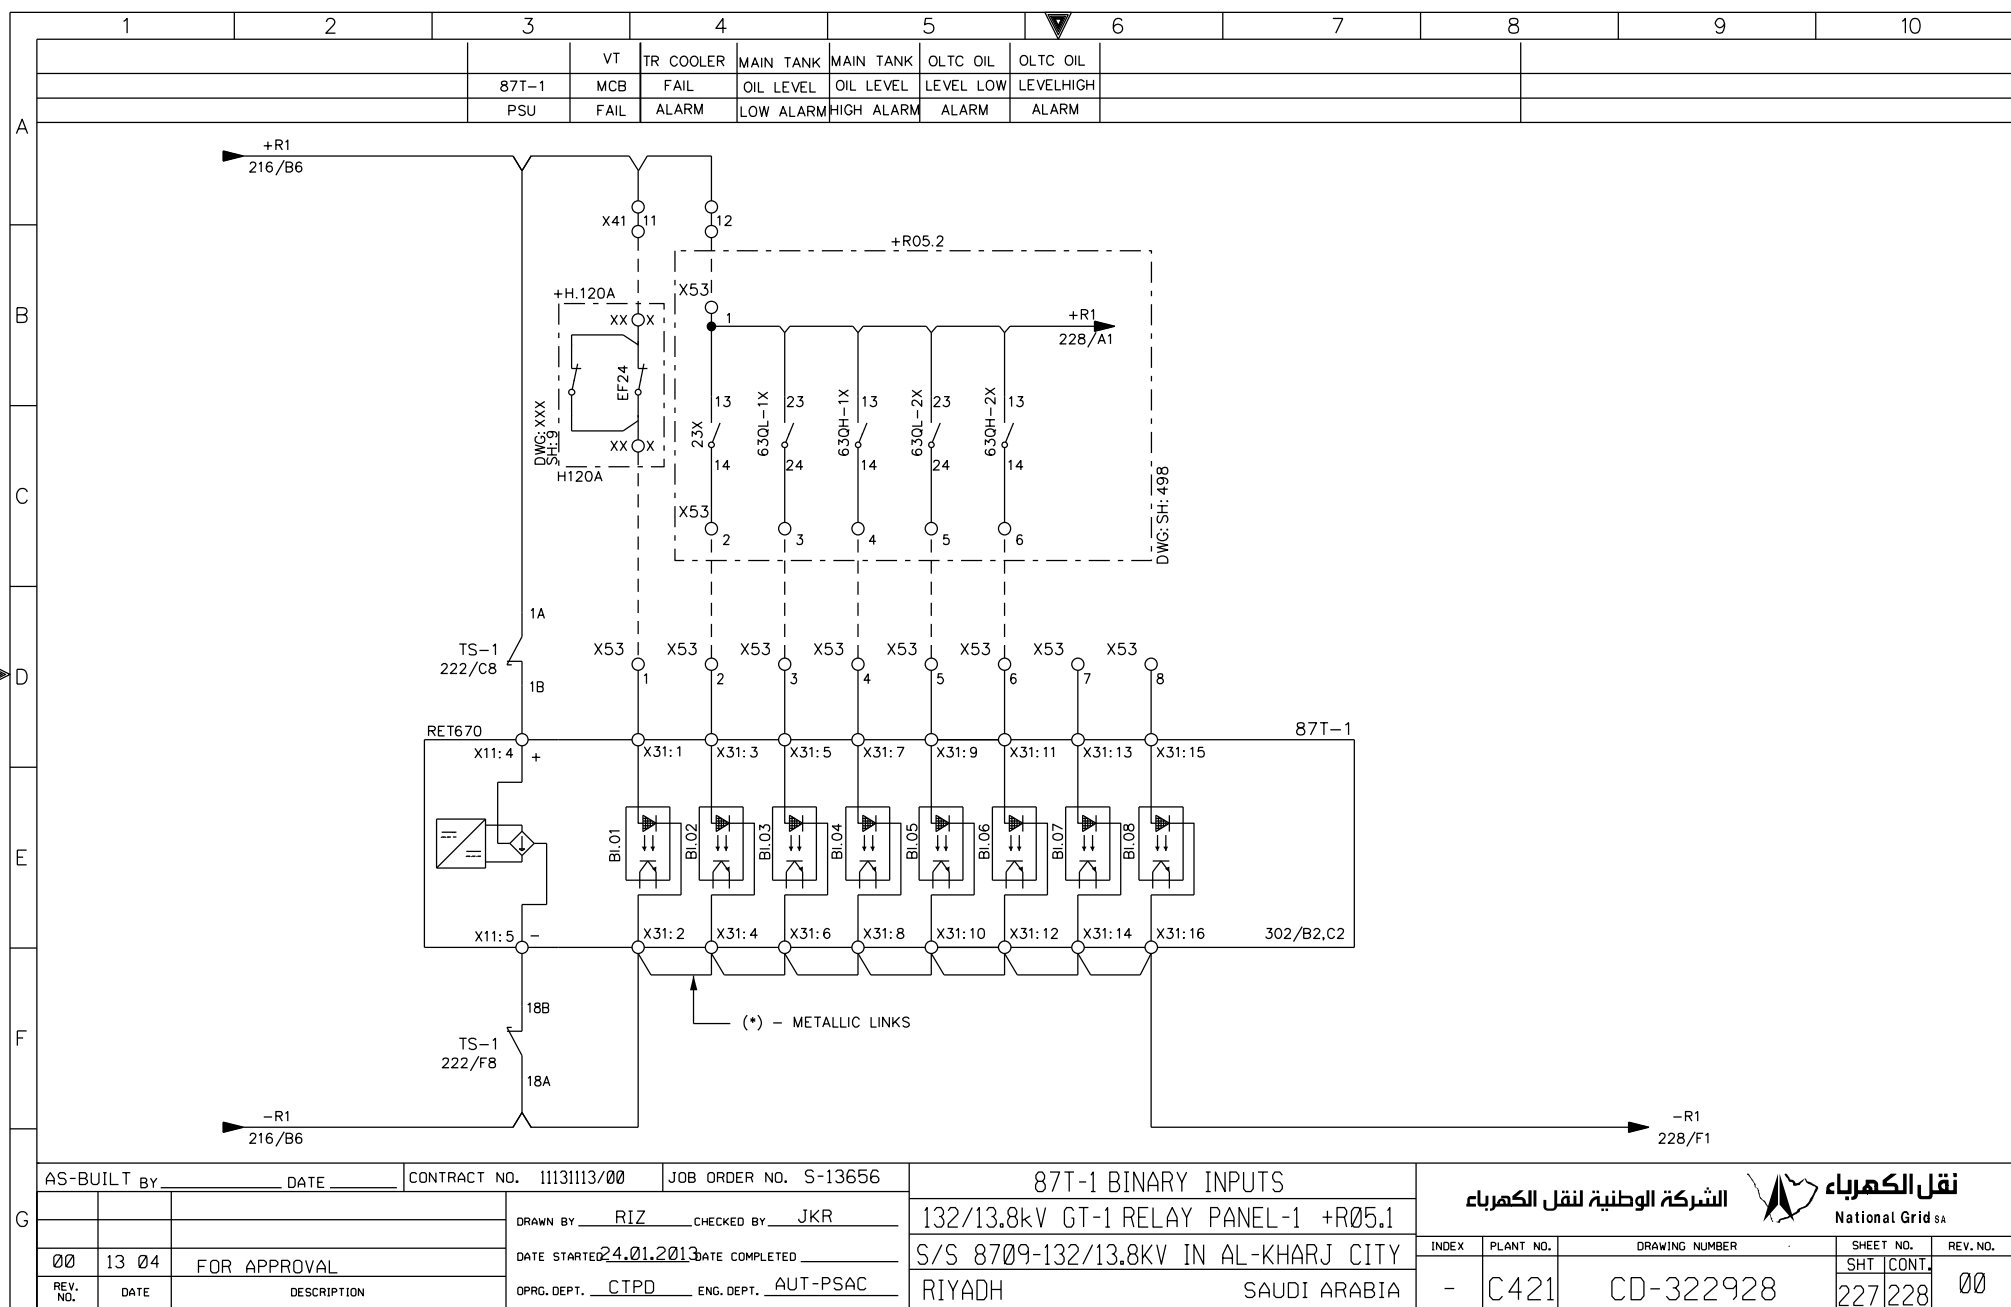 1 2 3 4 5 6 7 8 9 10
VT TR COOLER MAIN TANK MAIN TANK OLTC OIL OLTC OIL
87T-1 MCB FAIL OIL LEVEL OIL LEVEL LEVEL LOW LEVELHIGH
PSU FAIL ALARM LOW ALARM HIGH ALARM ALARM ALARM
A
+R1
216/B6
X41 11 12
+R05.2
+H.120A
X53
B
XX X
1
+R1
228/A1
EF24
DWG: XXX
SH: 9
XX X
H120A
23X
13
14
63QL-1X
23
24
63QH-1X
13
14
63QL-2X
23
24
63QH-2X
13
14
C
X53
2 3 4 5 6
DWG: SH: 498
1A
TS-1
222/C8
1B
D
X53 X53 X53 X53 X53 X53 X53 X53
1 2 3 4 5 6 7 8
RET670
87T-1
X11: 4 + X31: 1 X31: 3 X31: 5 X31: 7 X31: 9 X31: 11 X31: 13 X31: 15
E
BI.01 BI.02 BI.03 BI.04 BI.05 BI.06 BI.07 BI.08
X11: 5 – X31: 2 X31: 4 X31: 6 X31: 8 X31: 10 X31: 12 X31: 14 X31: 16
302/B2,C2
18B
(*) – METALLIC LINKS
F
TS-1
222/F8
18A
-R1
216/B6
-R1
228/F1
G
AS-BUILT BY DATE
CONTRACT NO. 11131113/00
JOB ORDER NO. S-13656
DRAWN BY RIZ CHECKED BY JKR
DATE STARTED 24.01.2013 DATE COMPLETED
OPRG. DEPT. CTPD ENG. DEPT. AUT-PSAC
00 13 04 FOR APPROVAL
REV. NO. DATE DESCRIPTION
87T-1 BINARY INPUTS
132/13.8kV GT-1 RELAY PANEL-1 +R05.1
S/S 8709-132/13.8KV IN AL-KHARJ CITY
RIYADH SAUDI ARABIA
الشركة الوطنية لنقل الكهرباء
نقل الكهرباء
National Grid SA
INDEX PLANT NO. DRAWING NUMBER SHEET NO. REV. NO.
SHT CONT.
- C421 CD-322928 227 228 00